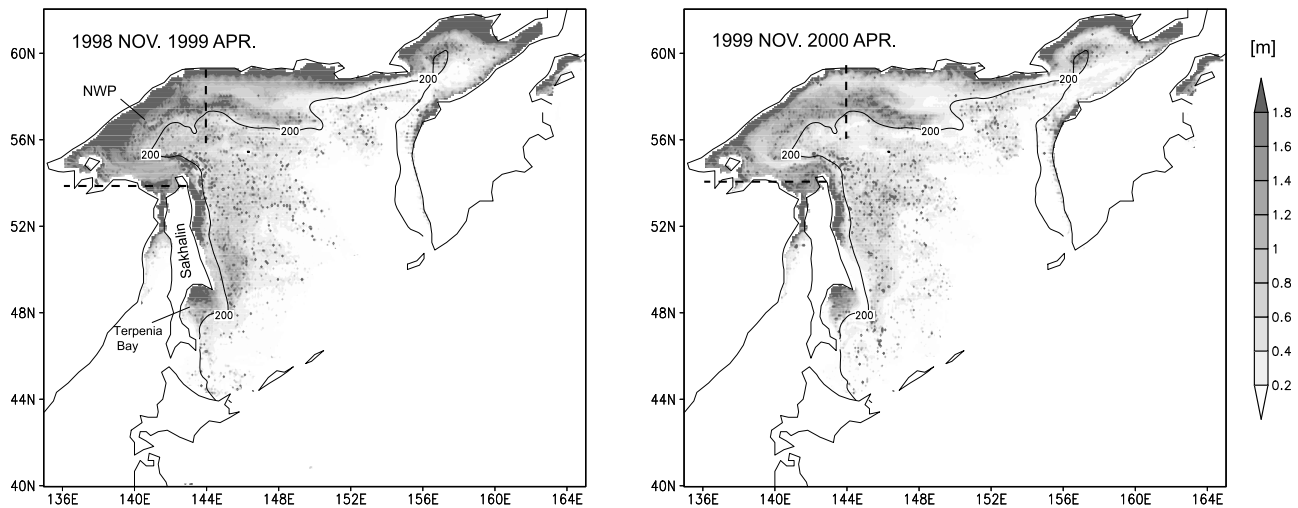 1998 NOV. 1999 APR.
60N
56N
52N
48N
44N
40N
136E 140E 144E 148E 152E 156E 160E 164E
NWP
200
200
200
Sakhalin
Terpenia
Bay
200
1999 NOV. 2000 APR.
60N
56N
52N
48N
44N
40N
136E 140E 144E 148E 152E 156E 160E 164E
200
200
200
200
[m]
1.8
1.6
1.4
1.2
1
0.8
0.6
0.4
0.2